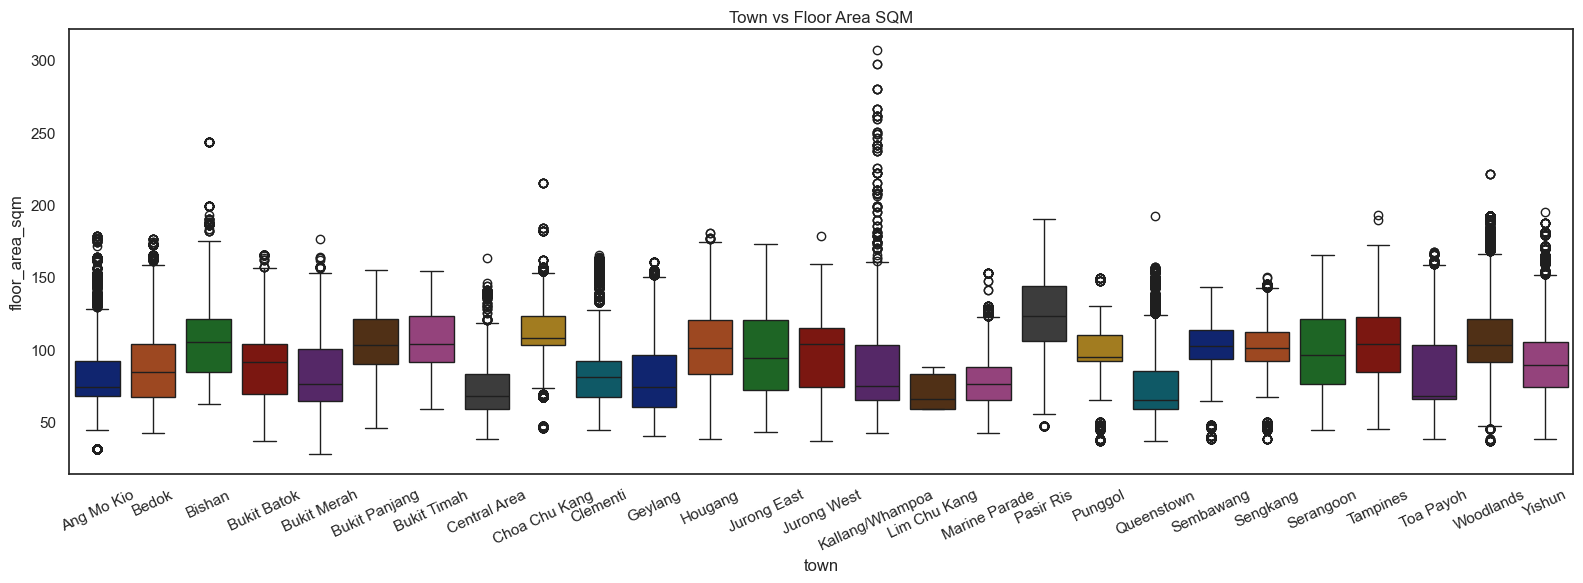 Town vs Floor Area SQM
floor_area_sqm
300
250
200
150
100
50
Ang Mo Kio
Bedok
Bishan
Bukit Batok
Bukit Merah
Bukit Panjang
Bukit Timah
Central Area
Choa Chu Kang
Clementi
Geylang
Hougang
Jurong East
Jurong West
Kallang/Whampoa
Lim Chu Kang
Marine Parade
Pasir Ris
Punggol
Queenstown
Sembawang
Sengkang
Serangoon
Tampines
Toa Payoh
Woodlands
Yishun
town